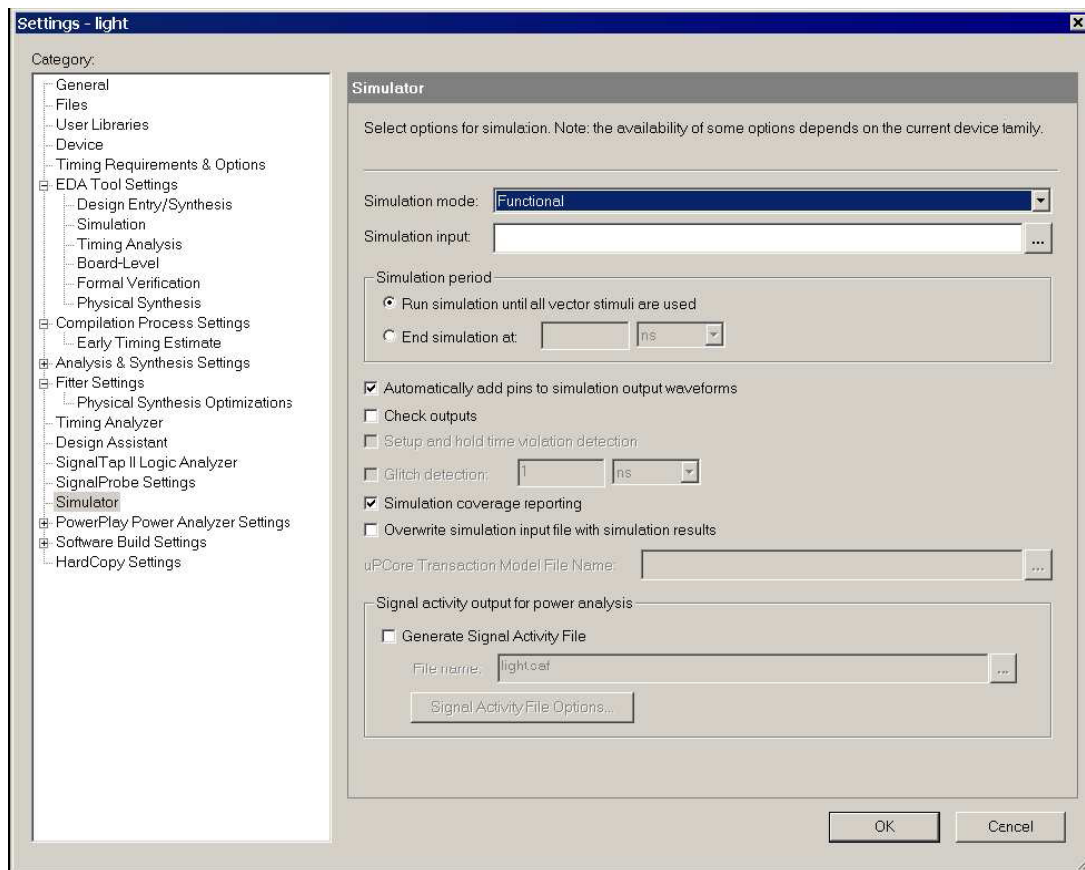 Settings - light
Category:
General
Files
User Libraries
Device
Timing Requirements & Options
EDA Tool Settings
Design Entry/Synthesis
Simulation
Timing Analysis
Board-Level
Formal Verification
Physical Synthesis
Compilation Process Settings
Early Timing Estimate
Analysis & Synthesis Settings
Fitter Settings
Physical Synthesis Optimizations
Timing Analyzer
Design Assistant
SignalTap II Logic Analyzer
SignalProbe Settings
Simulator
PowerPlay Power Analyzer Settings
Software Build Settings
HardCopy Settings
Simulator
Select options for simulation. Note: the availability of some options depends on the current device family.
Simulation mode: Functional
Simulation input: ...
Simulation period
Run simulation until all vector stimuli are used
End simulation at: ns
Automatically add pins to simulation output waveforms
Check outputs
Setup and hold time violation detection
Glitch detection: 1 ns
Simulation coverage reporting
Overwrite simulation input file with simulation results
uPCore Transaction Model File Name: ...
Signal activity output for power analysis
Generate Signal Activity File
File name: light.saf ...
Signal Activity File Options...
OK Cancel